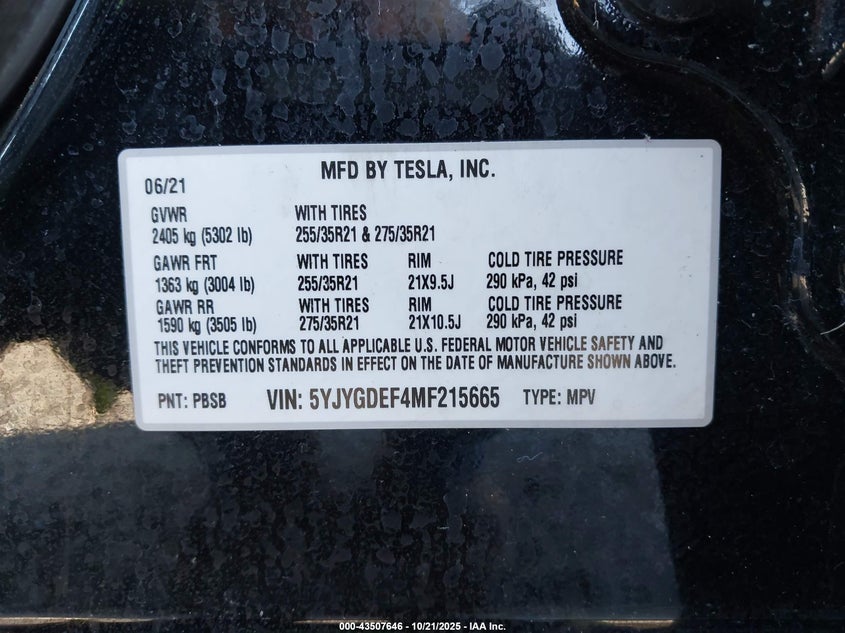 MFD BY TESLA, INC.
06/21
GVWR WITH TIRES
2405 kg (5302 lb) 255/35R21 & 275/35R21
GAWR FRT WITH TIRES RIM COLD TIRE PRESSURE
1363 kg (3004 lb) 255/35R21 21X9.5J 290 kPa, 42 psi
GAWR RR WITH TIRES RIM COLD TIRE PRESSURE
1590 kg (3505 lb) 275/35R21 21X10.5J 290 kPa, 42 psi
THIS VEHICLE CONFORMS TO ALL APPLICABLE U.S. FEDERAL MOTOR VEHICLE SAFETY AND
THEFT PREVENTION STANDARDS IN EFFECT ON THE DATE OF MANUFACTURE SHOWN ABOVE.
PNT: PBSB VIN: 5YJYGDEF4MF215665 TYPE: MPV
000-43507646 - 10/21/2025 - IAA Inc.